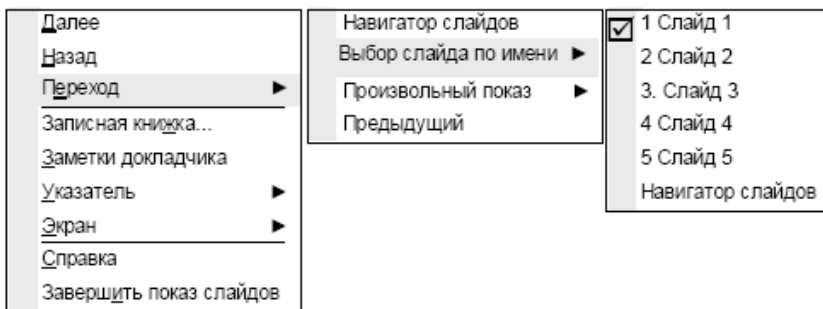 Далее
Назад
Переход
Записная книжка...
Заметки докладчика
Указатель
Экран
Справка
Завершить показ слайдов
Навигатор слайдов
Выбор слайда по имени
Произвольный показ
Предыдущий
1 Слайд 1
2 Слайд 2
3. Слайд 3
4 Слайд 4
5 Слайд 5
Навигатор слайдов